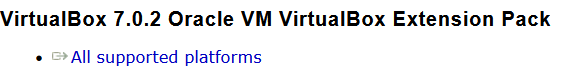 VirtualBox 7.0.2 Oracle VM VirtualBox Extension Pack
All supported platforms